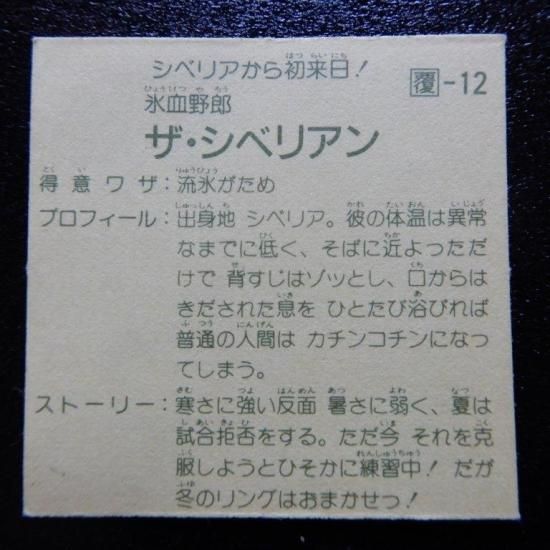 シベリアから初来日！
覆-12
氷血野郎
ザ・シベリアン
得意ワザ：流氷がため
プロフィール：出身地 シベリア。彼の体温は異常
なまでに低く、そばに近よっただ
けで 背すじはゾッとし、口からは
きだされた息を ひとたび浴びれば
普通の人間は カチンコチンになっ
てしまう。
ストーリー：寒さに強い反面 暑さに弱く、夏は
試合拒否をする。ただ今 それを克
服しようとひそかに練習中！ だが
冬のリングはおまかせっ！